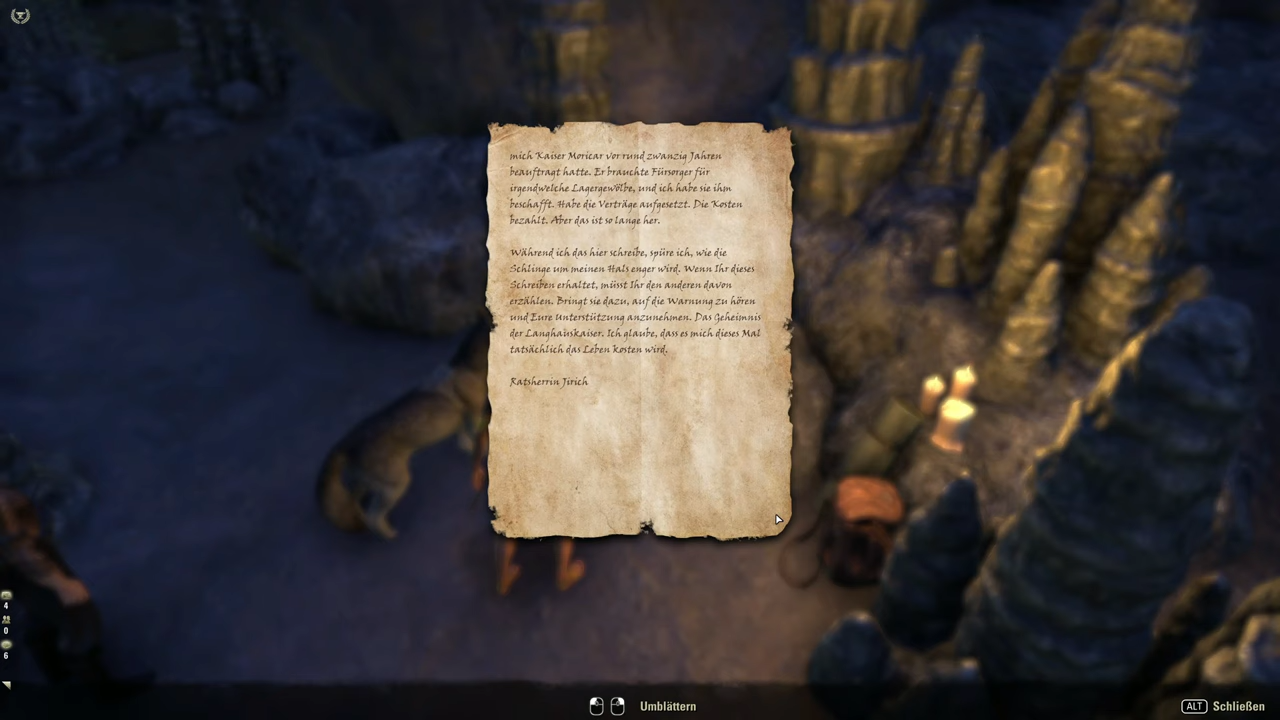 mich Kaiser Moricar vor rund zwanzig Jahren
beauftragt hatte. Er brauchte Fürsorger für
irgendwelche Lagergewölbe, und ich habe sie ihm
beschafft. Habe die Verträge aufgesetzt. Die Kosten
bezahlt. Aber das ist so lange her.
Während ich das hier schreibe, spüre ich, wie die
Schlinge um meinen Hals enger wird. Wenn Ihr dieses
Schreiben erhaltet, müsst Ihr den anderen davon
erzählen. Bringt sie dazu, auf die Warnung zu hören
und Eure Unterstützung anzunehmen. Das Geheimnis
der Langhauskaiser. Ich glaube, dass es mich dieses Mal
tatsächlich das Leben kosten wird.
Ratsherrin Jirich
4
0
6
Umblättern
ALT Schließen